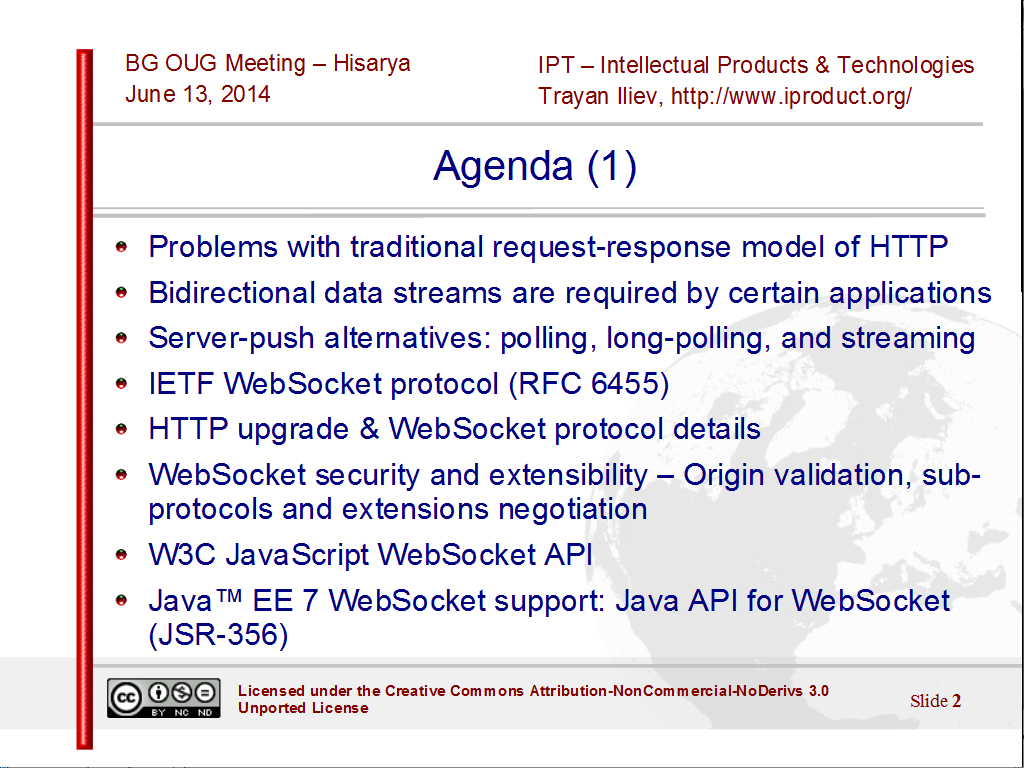 BG OUG Meeting – Hisarya
June 13, 2014
IPT – Intellectual Products & Technologies
Trayan Iliev, http://www.iproduct.org/
Agenda (1)
Problems with traditional request-response model of HTTP
Bidirectional data streams are required by certain applications
Server-push alternatives: polling, long-polling, and streaming
IETF WebSocket protocol (RFC 6455)
HTTP upgrade & WebSocket protocol details
WebSocket security and extensibility – Origin validation, sub-
protocols and extensions negotiation
W3C JavaScript WebSocket API
Java™ EE 7 WebSocket support: Java API for WebSocket
(JSR-356)
cc BY NC ND
Licensed under the Creative Commons Attribution-NonCommercial-NoDerivs 3.0
Unported License
Slide 2